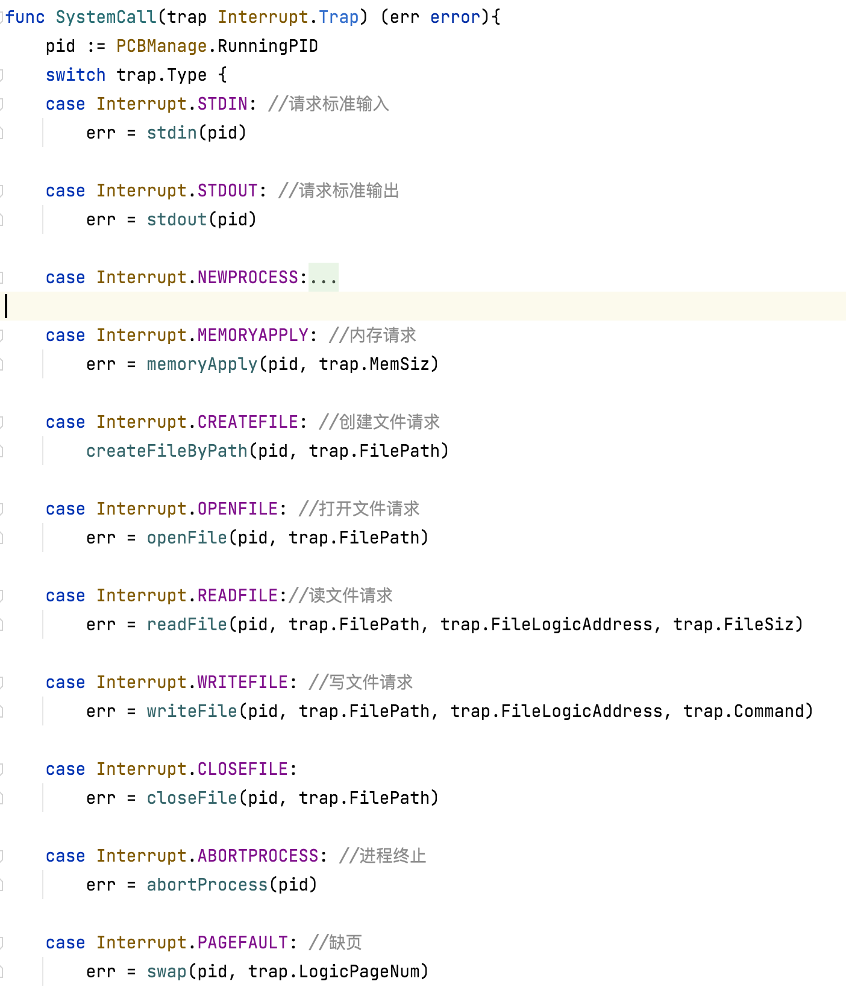 func SystemCall(trap Interrupt.Trap) (err error){
    pid := PCBManage.RunningPID
    switch trap.Type {
    case Interrupt.STDIN: //请求标准输入
        err = stdin(pid)

    case Interrupt.STDOUT: //请求标准输出
        err = stdout(pid)

    case Interrupt.NEWPROCESS:...

    case Interrupt.MEMORYAPPLY: //内存请求
        err = memoryApply(pid, trap.MemSiz)

    case Interrupt.CREATEFILE: //创建文件请求
        createFileByPath(pid, trap.FilePath)

    case Interrupt.OPENFILE: //打开文件请求
        err = openFile(pid, trap.FilePath)

    case Interrupt.READFILE://读文件请求
        err = readFile(pid, trap.FilePath, trap.FileLogicAddress, trap.FileSiz)

    case Interrupt.WRITEFILE: //写文件请求
        err = writeFile(pid, trap.FilePath, trap.FileLogicAddress, trap.Command)

    case Interrupt.CLOSEFILE:
        err = closeFile(pid, trap.FilePath)

    case Interrupt.ABORTPROCESS: //进程终止
        err = abortProcess(pid)

    case Interrupt.PAGEFAULT: //缺页
        err = swap(pid, trap.LogicPageNum)